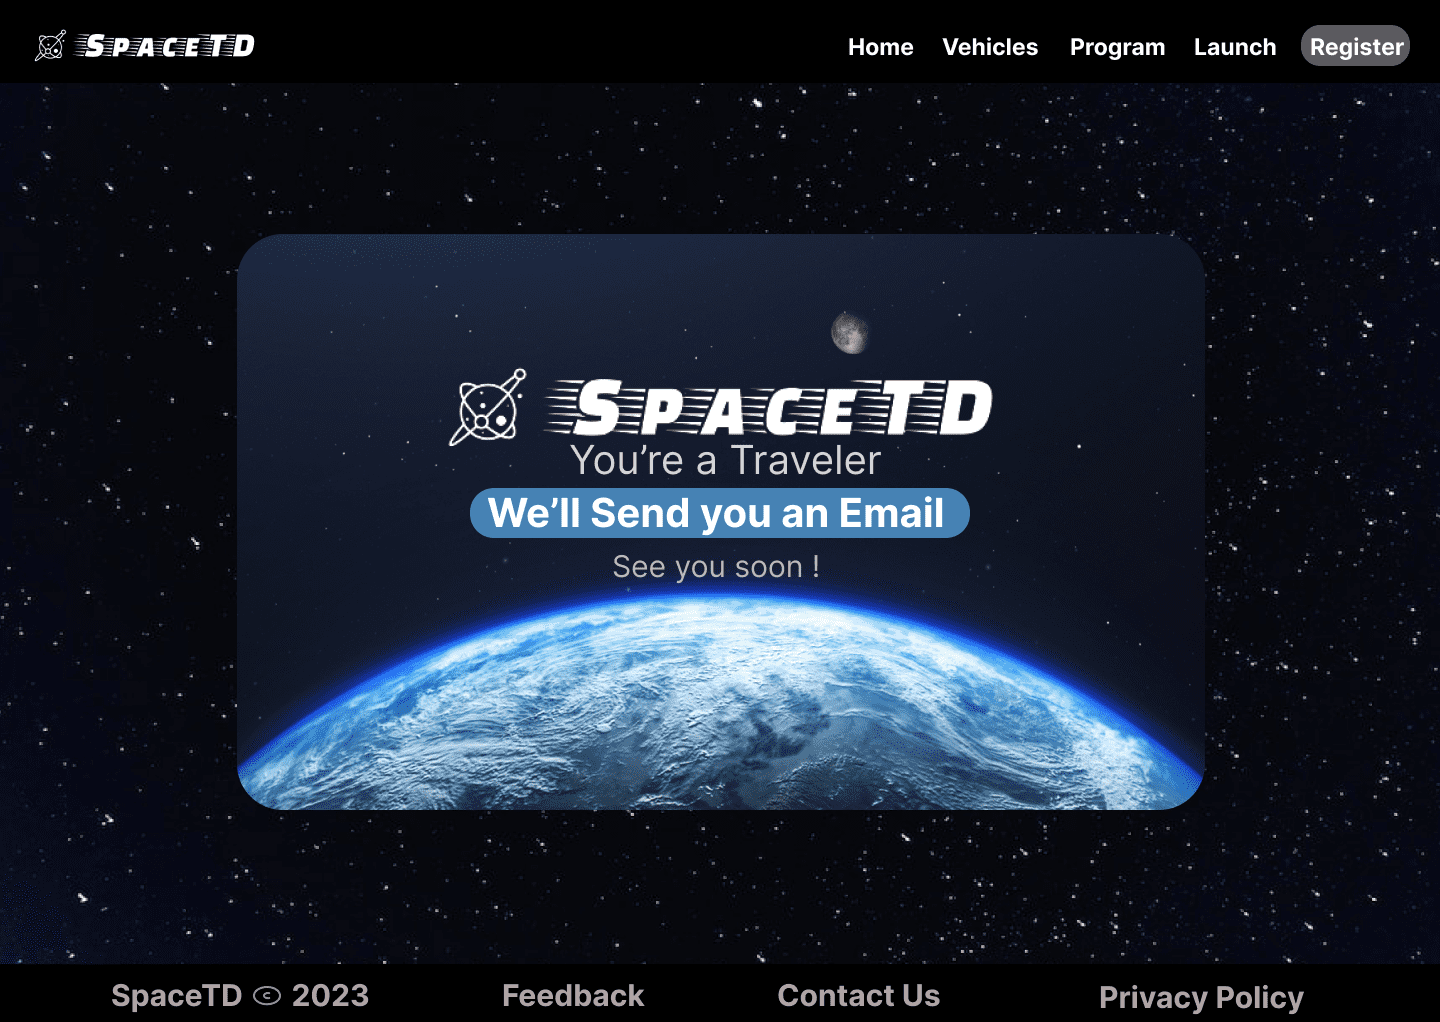 SpaceTD
Home Vehicles Program Launch Register
SpaceTD
You're a Traveler
We'll Send you an Email
See you soon !
SpaceTD © 2023 Feedback Contact Us Privacy Policy